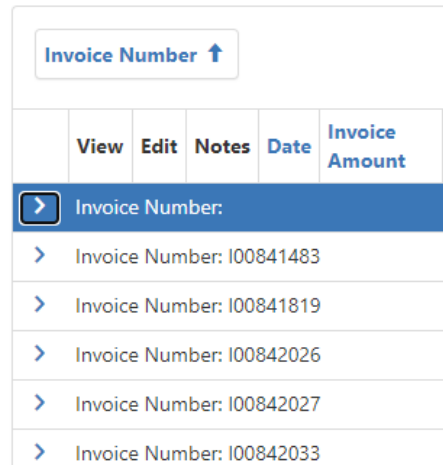 Invoice Number ↑
View Edit Notes Date Invoice Amount
Invoice Number:
Invoice Number: I00841483
Invoice Number: I00841819
Invoice Number: I00842026
Invoice Number: I00842027
Invoice Number: I00842033